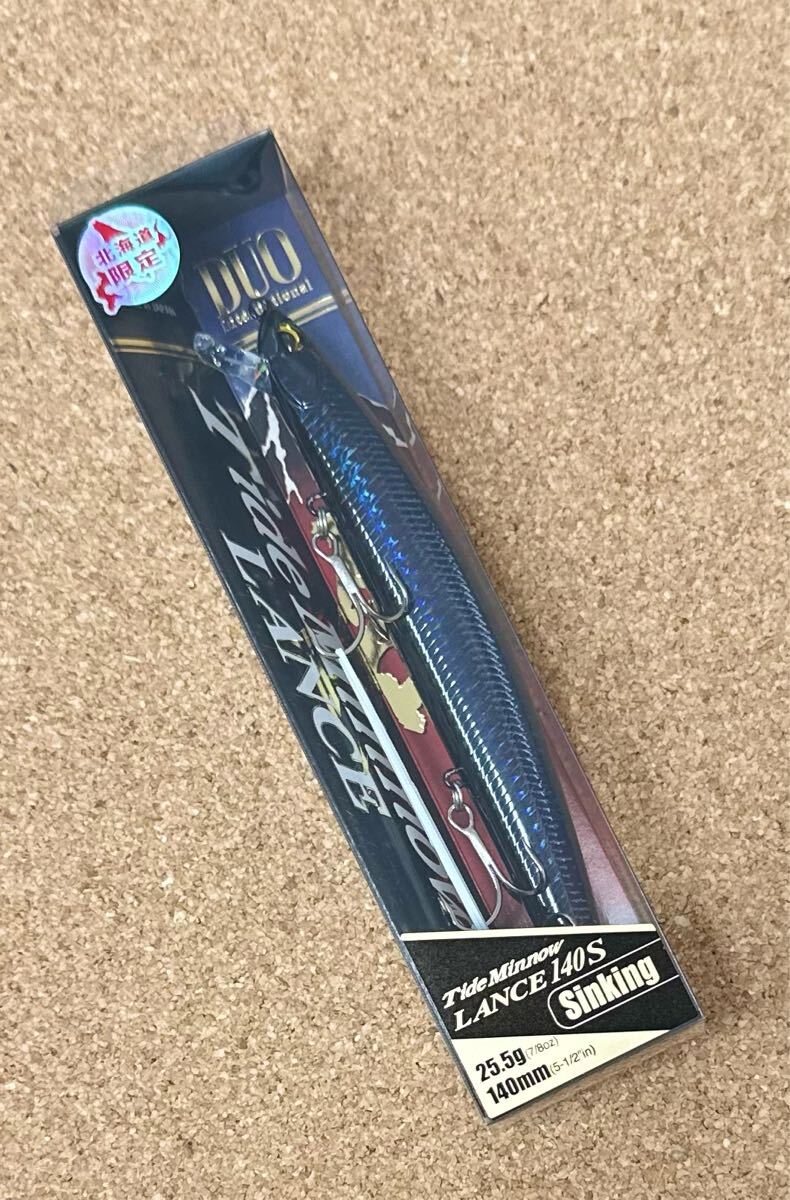 北海道
限定
DUO
International
Tide Minnow
LANCE
Tide Minnow
LANCE 140S
Sinking
25.5g(7/8oz)
140mm(5-1/2"in)